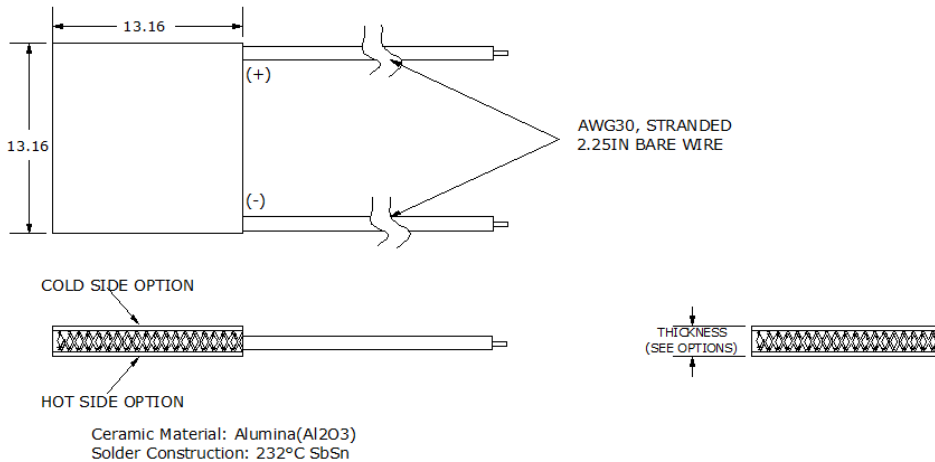 13.16
(+)
13.16
AWG30, STRANDED
2.25IN BARE WIRE
(-)
COLD SIDE OPTION
THICKNESS
(SEE OPTIONS)
HOT SIDE OPTION
Ceramic Material: Alumina(Al2O3)
Solder Construction: 232°C SbSn